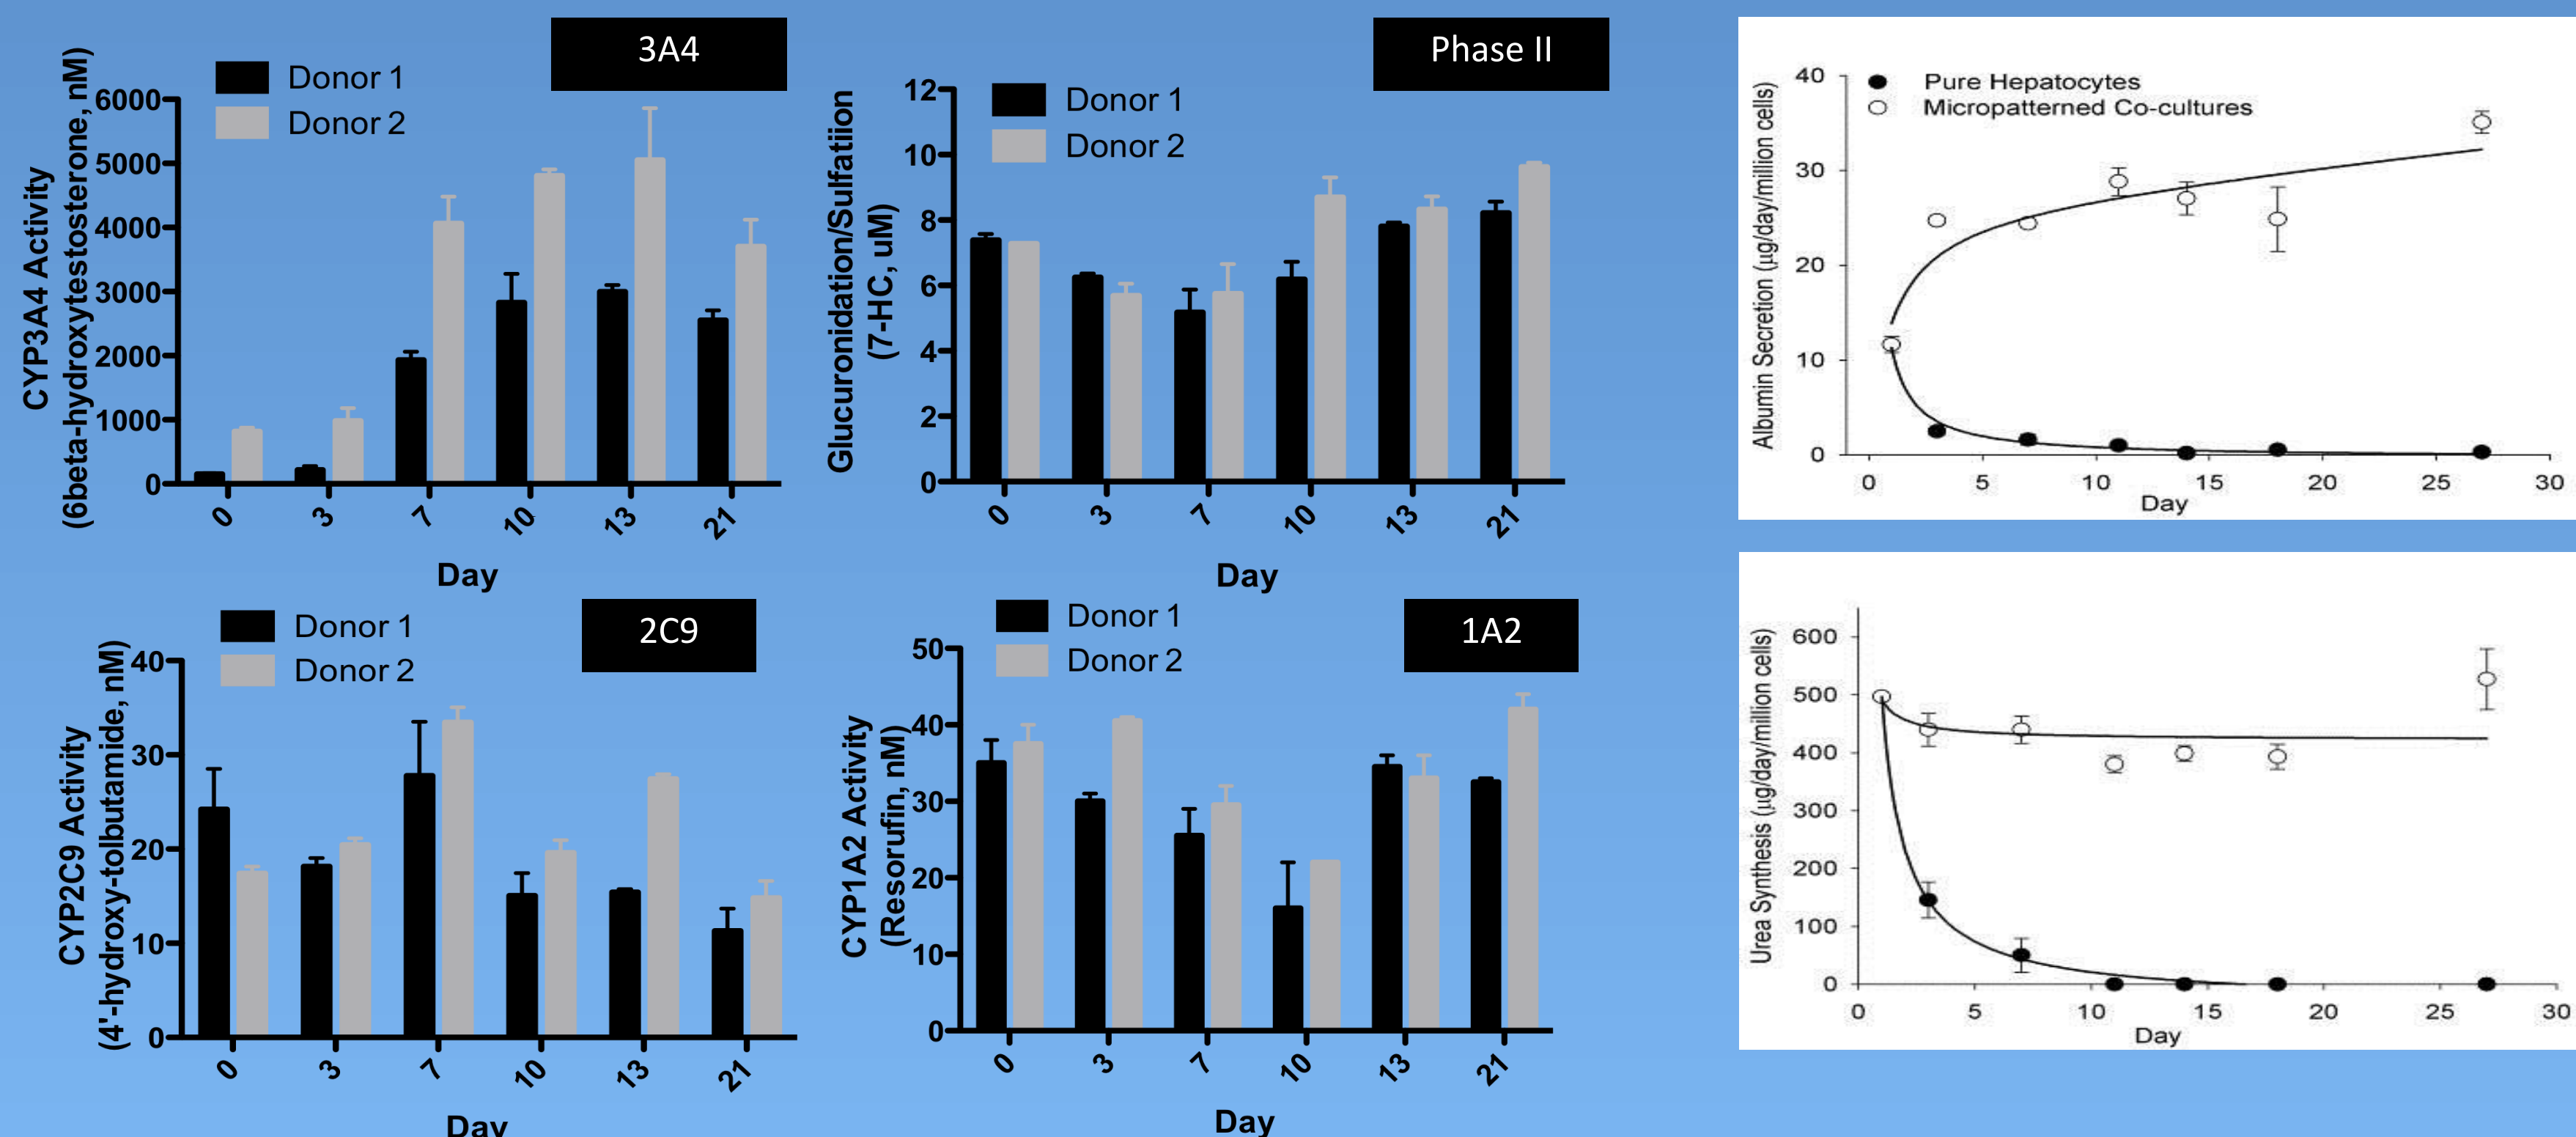 3A4
Donor 1
Donor 2
CYP3A4 Activity
(6beta-hydroxytestosterone, nM)
6000
5000
4000
3000
2000
1000
0
0 3 7 10 13 21
Day
Phase II
Donor 1
Donor 2
Glucuronidation/Sulfatiion
(7-HC, uM)
12
10
8
6
4
2
0
0 3 7 10 13 21
Day
Pure Hepatocytes
Micropatterned Co-cultures
Albumin Secretion (µg/day/million cells)
40
30
20
10
0
0 5 10 15 20 25 30
Day
2C9
Donor 1
Donor 2
CYP2C9 Activity
(4'-hydroxy-tolbutamide, nM)
40
30
20
10
0
0 3 7 10 13 21
Day
1A2
Donor 1
Donor 2
CYP1A2 Activity
(Resorufin, nM)
50
40
30
20
10
0
0 3 7 10 13 21
Day
Urea Synthesis (µg/day/million cells)
600
500
400
300
200
100
0
0 5 10 15 20 25 30
Day